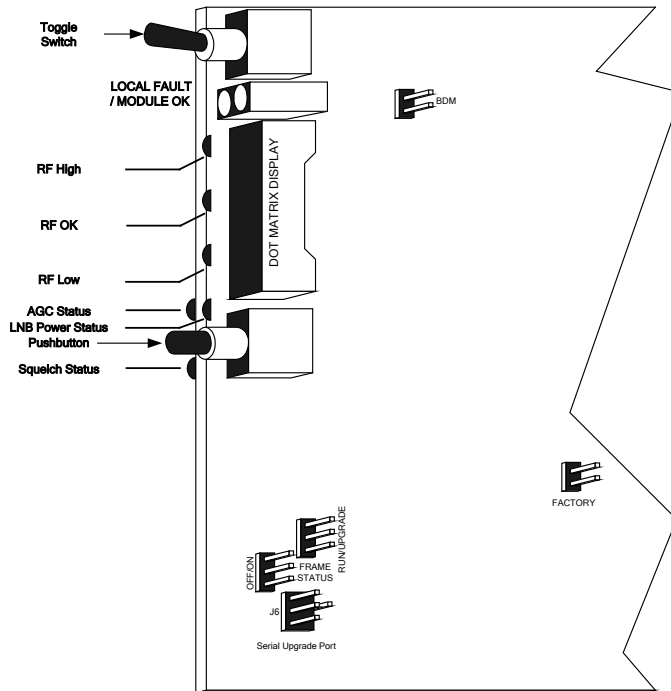 Toggle
Switch
LOCAL FAULT
/ MODULE OK
BDM
RF High
DOT MATRIX DISPLAY
RF OK
RF Low
AGC Status
LNB Power Status
Pushbutton
Squelch Status
FACTORY
RUN/UPGRADE
OFF/ON
FRAME
STATUS
J6
Serial Upgrade Port